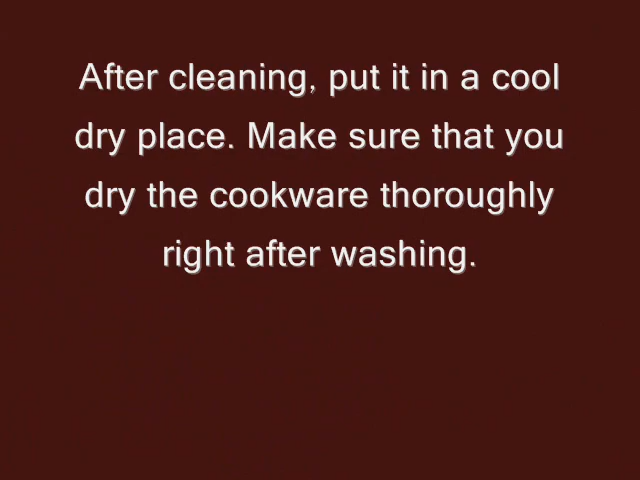 After cleaning, put it in a cool
dry place. Make sure that you
dry the cookware thoroughly
right after washing.